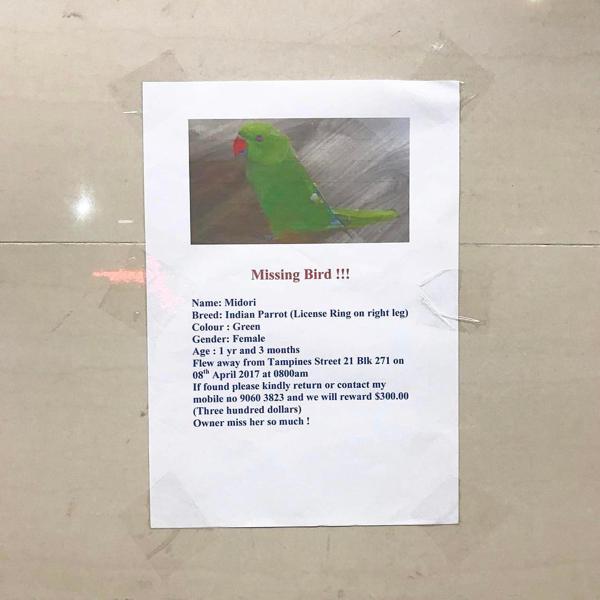 Missing Bird !!!
Name: Midori
Breed: Indian Parrot (License Ring on right leg)
Colour : Green
Gender: Female
Age : 1 yr and 3 months
Flew away from Tampines Street 21 Blk 271 on
08th April 2017 at 0800am
If found please kindly return or contact my
mobile no 9060 3823 and we will reward $300.00
(Three hundred dollars)
Owner miss her so much !